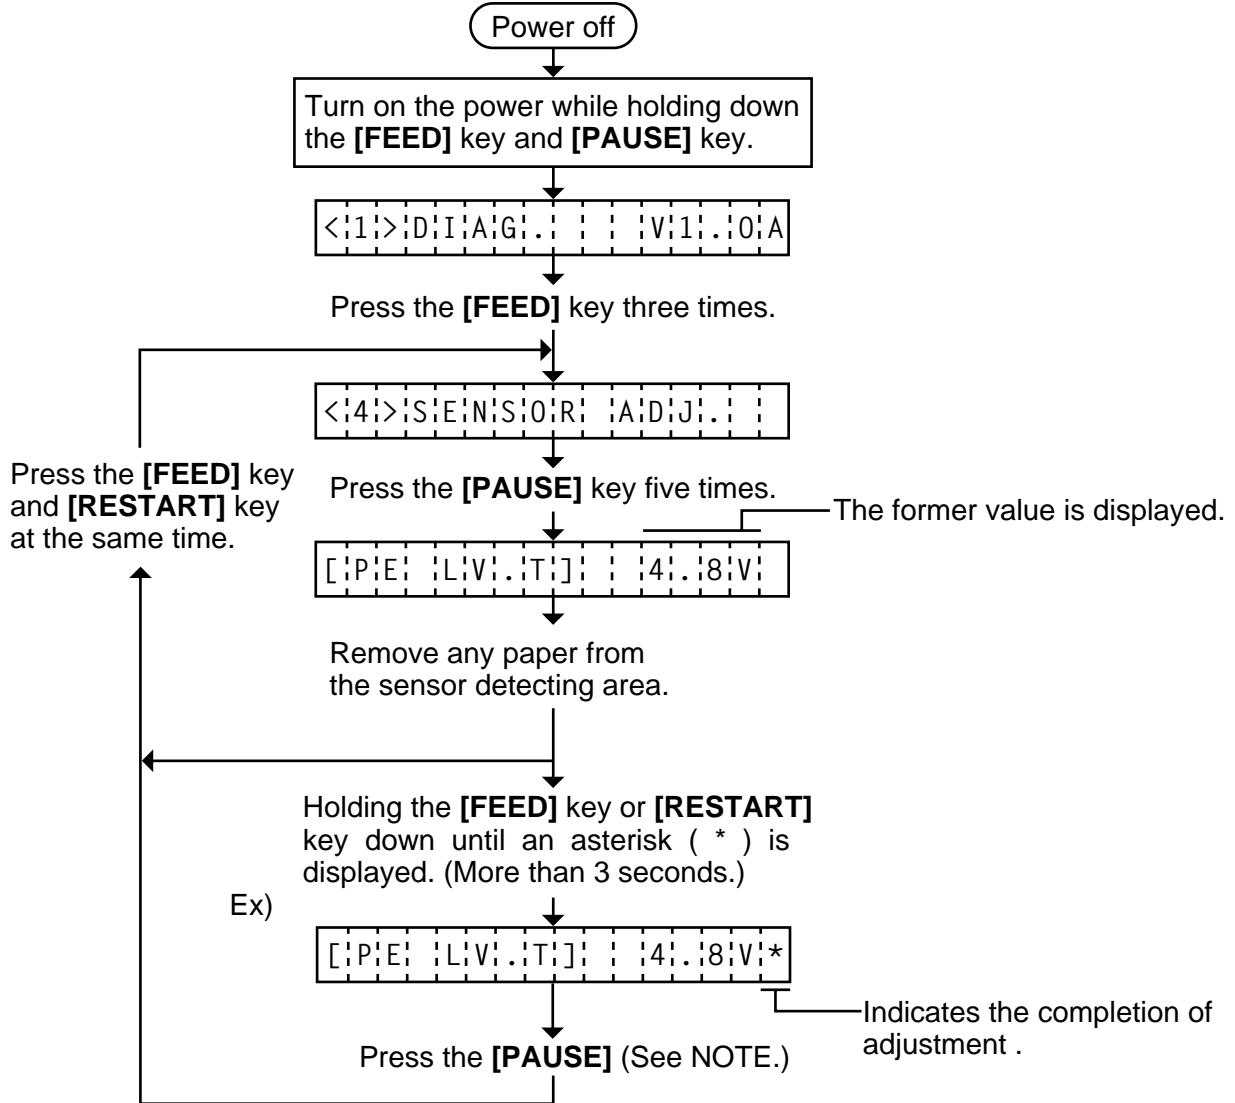 Power off
Turn on the power while holding down
the [FEED] key and [PAUSE] key.
<1>DIAG.   V1.0A
Press the [FEED] key three times.
<4>SENSOR ADJ.
Press the [FEED] key
and [RESTART] key
at the same time.
Press the [PAUSE] key five times.
The former value is displayed.
[PE LV.T]  4.8V
Remove any paper from
the sensor detecting area.
Holding the [FEED] key or [RESTART]
key down until an asterisk ( * ) is
displayed. (More than 3 seconds.)
Ex)
[PE LV.T]  4.8V*
Indicates the completion of
adjustment .
Press the [PAUSE] (See NOTE.)